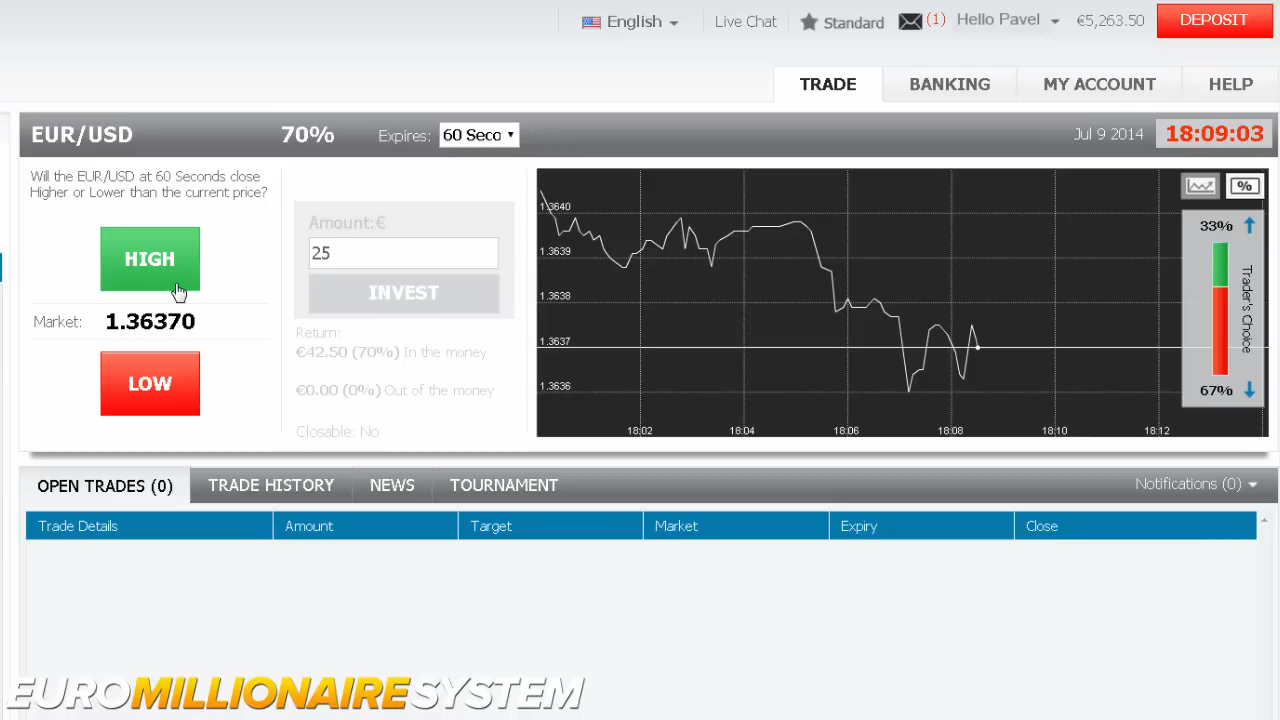 English Live Chat Standard (1) Hello Pavel €5,263.50 DEPOSIT
TRADE BANKING MY ACCOUNT HELP
EUR/USD 70% Expires: 60 Seco Jul 9 2014 18:09:03
Will the EUR/USD at 60 Seconds close
Higher or Lower than the current price?
HIGH
Market: 1.36370
LOW
Amount:€
25
INVEST
Return:
€42.50 (70%) In the money
€0.00 (0%) Out of the money
Closable: No
1.3640
1.3639
1.3638
1.3637
1.3636
18:02 18:04 18:06 18:08 18:10 18:12
%
33%
Trader's Choice
67%
OPEN TRADES (0) TRADE HISTORY NEWS TOURNAMENT Notifications (0)
Trade Details Amount Target Market Expiry Close
EUROMILLIONAIRESYSTEM